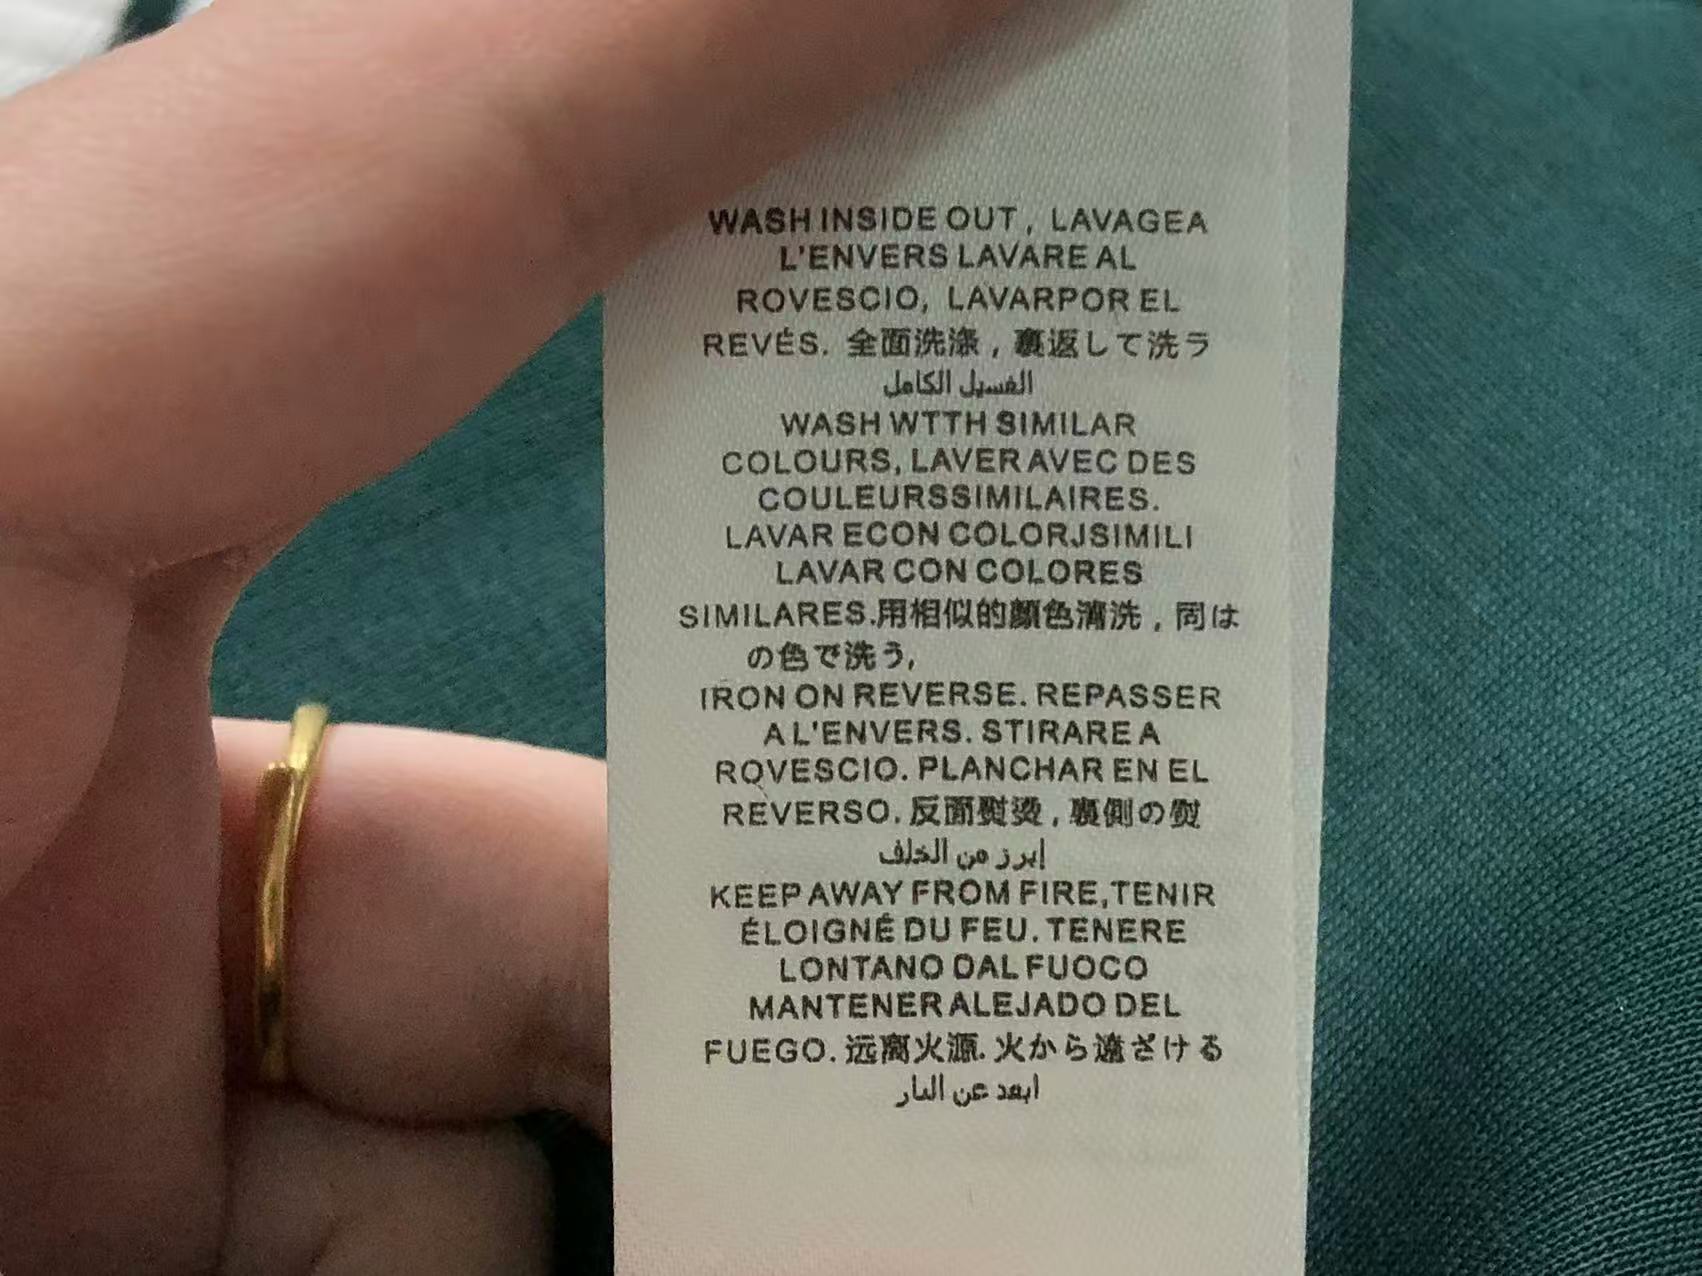 WASH INSIDE OUT, LAVAGEA
L'ENVERS LAVARE AL
ROVESCIO, LAVARPOR EL
REVÉS. 全面洗涤，裏返して洗ラ
الغسيل الكامل
WASH WTTH SIMILAR
COLOURS, LAVER AVEC DES
COULEURSSIMILAIRES.
LAVAR ECON COLORJSIMILI
LAVAR CON COLORES
SIMILARES.用相似的顏色清洗，同は
の色で洗う,
IRON ON REVERSE. REPASSER
A L'ENVERS. STIRARE A
ROVESCIO. PLANCHAR EN EL
REVERSO. 反面熨烫，裏側の熨
إبرز من الخلف
KEEP AWAY FROM FIRE,TENIR
ÉLOIGNÉ DU FEU. TENERE
LONTANO DAL FUOCO
MANTENER ALEJADO DEL
FUEGO. 远离火源. 火から遠ざける
ابعد عن النار